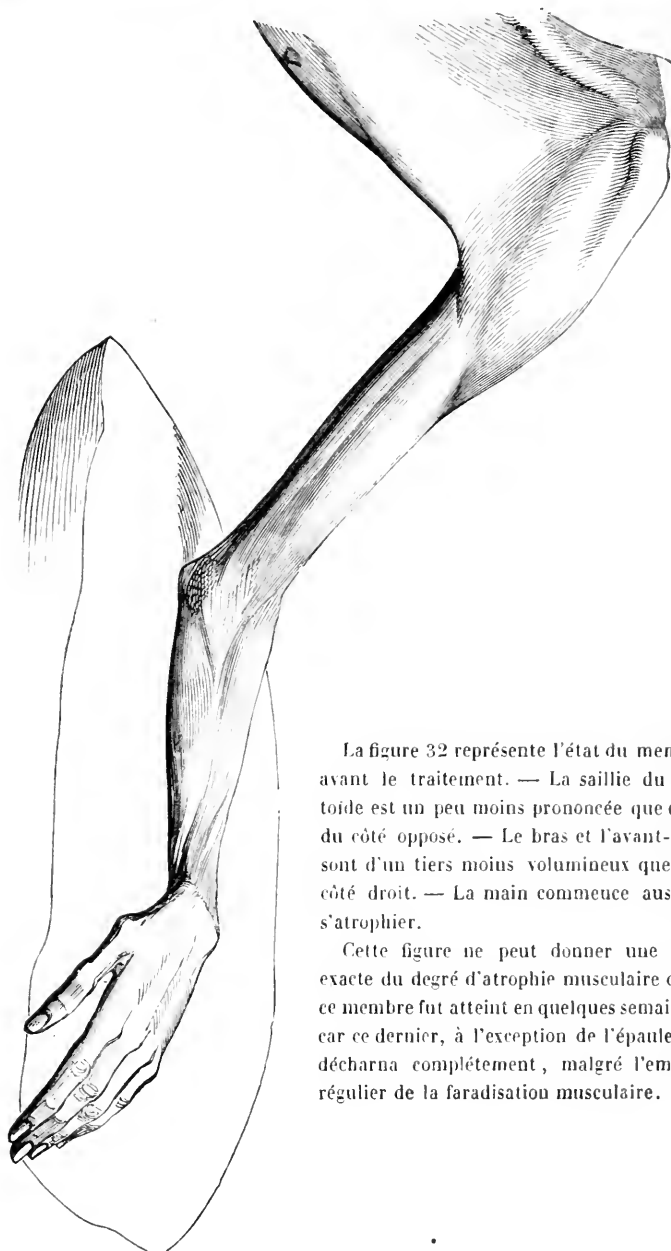 La figure 32 représente l'état du mem
avant le traitement. — La saillie du
toïde est un peu moins prononcée que c
du côté opposé. — Le bras et l'avant-
sont d'un tiers moins volumineux que
côté droit. — La main commence aus
s'atrophier.
Cette figure ne peut donner une
exacte du degré d'atrophie musculaire d
ce membre fut atteint en quelques semai
car ce dernier, à l'exception de l'épaule
décharna complétement, malgré l'em
régulier de la faradisation musculaire.